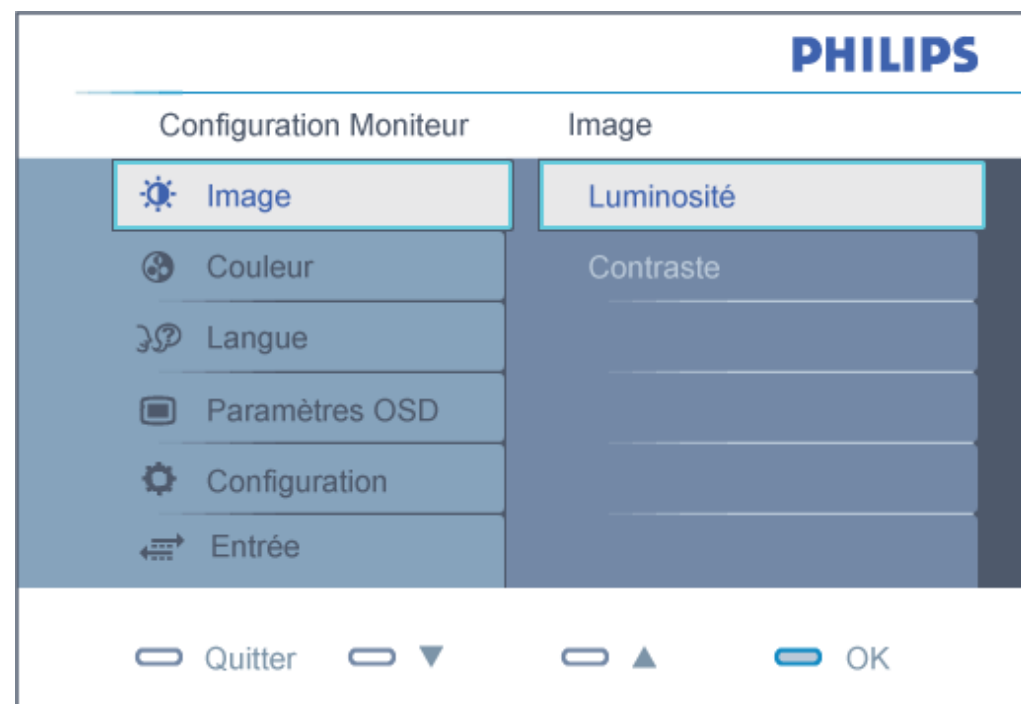 PHILIPS
Configuration Moniteur Image
Image Luminosité
Couleur Contraste
Langue
Paramètres OSD
Configuration
Entrée
Quitter ▼ ▲ OK